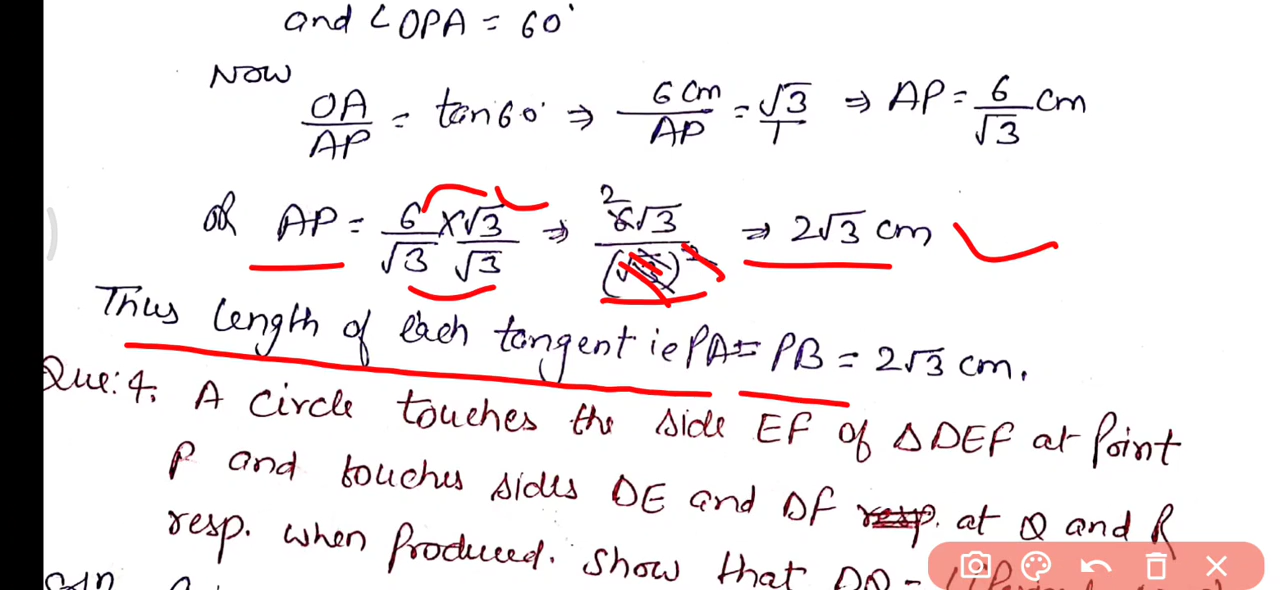 and ∠OPA = 60°
Now
OA/AP = tan60° ⇒ 6cm/AP = √3/1 ⇒ AP = 6/√3 cm
or AP = 6/√3 × √3/√3 ⇒ 6√3/(√3)² 2 ⇒ 2√3 cm
Thus length of each tangent ie PA = PB = 2√3 cm.
Que: 4. A circle touches the side EF of △DEF at Point
P and touches sides DE and DF resp. at Q and R
resp. when produced. Show that DQ =